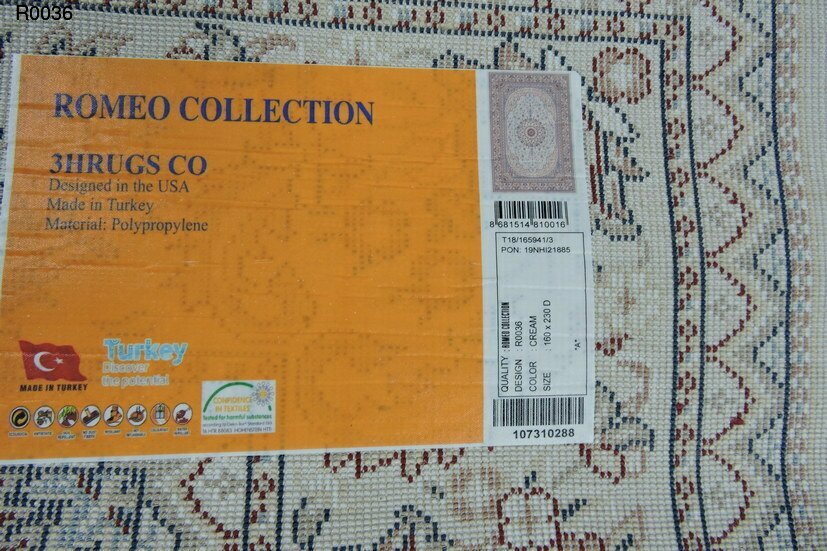 R0036
ROMEO COLLECTION
3HRUGS CO
Designed in the USA
Made in Turkey
Material: Polypropylene
MADE IN TURKEY
Turkey
Discover
the potential
CONFIDENCE
IN TEXTILES
Tested for harmful substances
8 681514 810016
T18/165941/3
PON: 19NHI21885
QUALITY : ROMEO COLLECTION
DESIGN : R0036
COLOR : CREAM
SIZE : 160 x 230 D
"A"
107310288